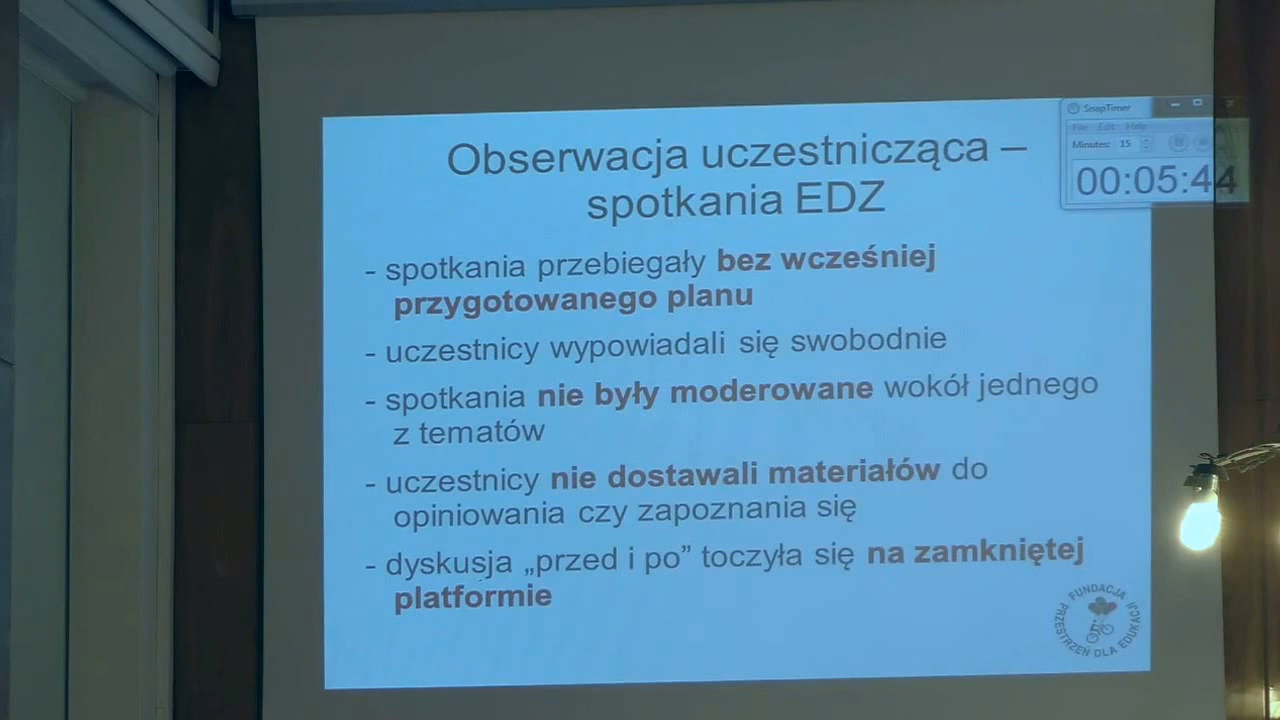 Obserwacja uczestnicząca –
spotkania EDZ
- spotkania przebiegały bez wcześniej
przygotowanego planu
- uczestnicy wypowiadali się swobodnie
- spotkania nie były moderowane wokół jednego
z tematów
- uczestnicy nie dostawali materiałów do
opiniowania czy zapoznania się
- dyskusja „przed i po” toczyła się na zamkniętej
platformie
SnapTimer
File Edit Help
Minutes: 15
00:05:44
FUNDACJA
PRZESTRZEŃ DLA EDUKACJI